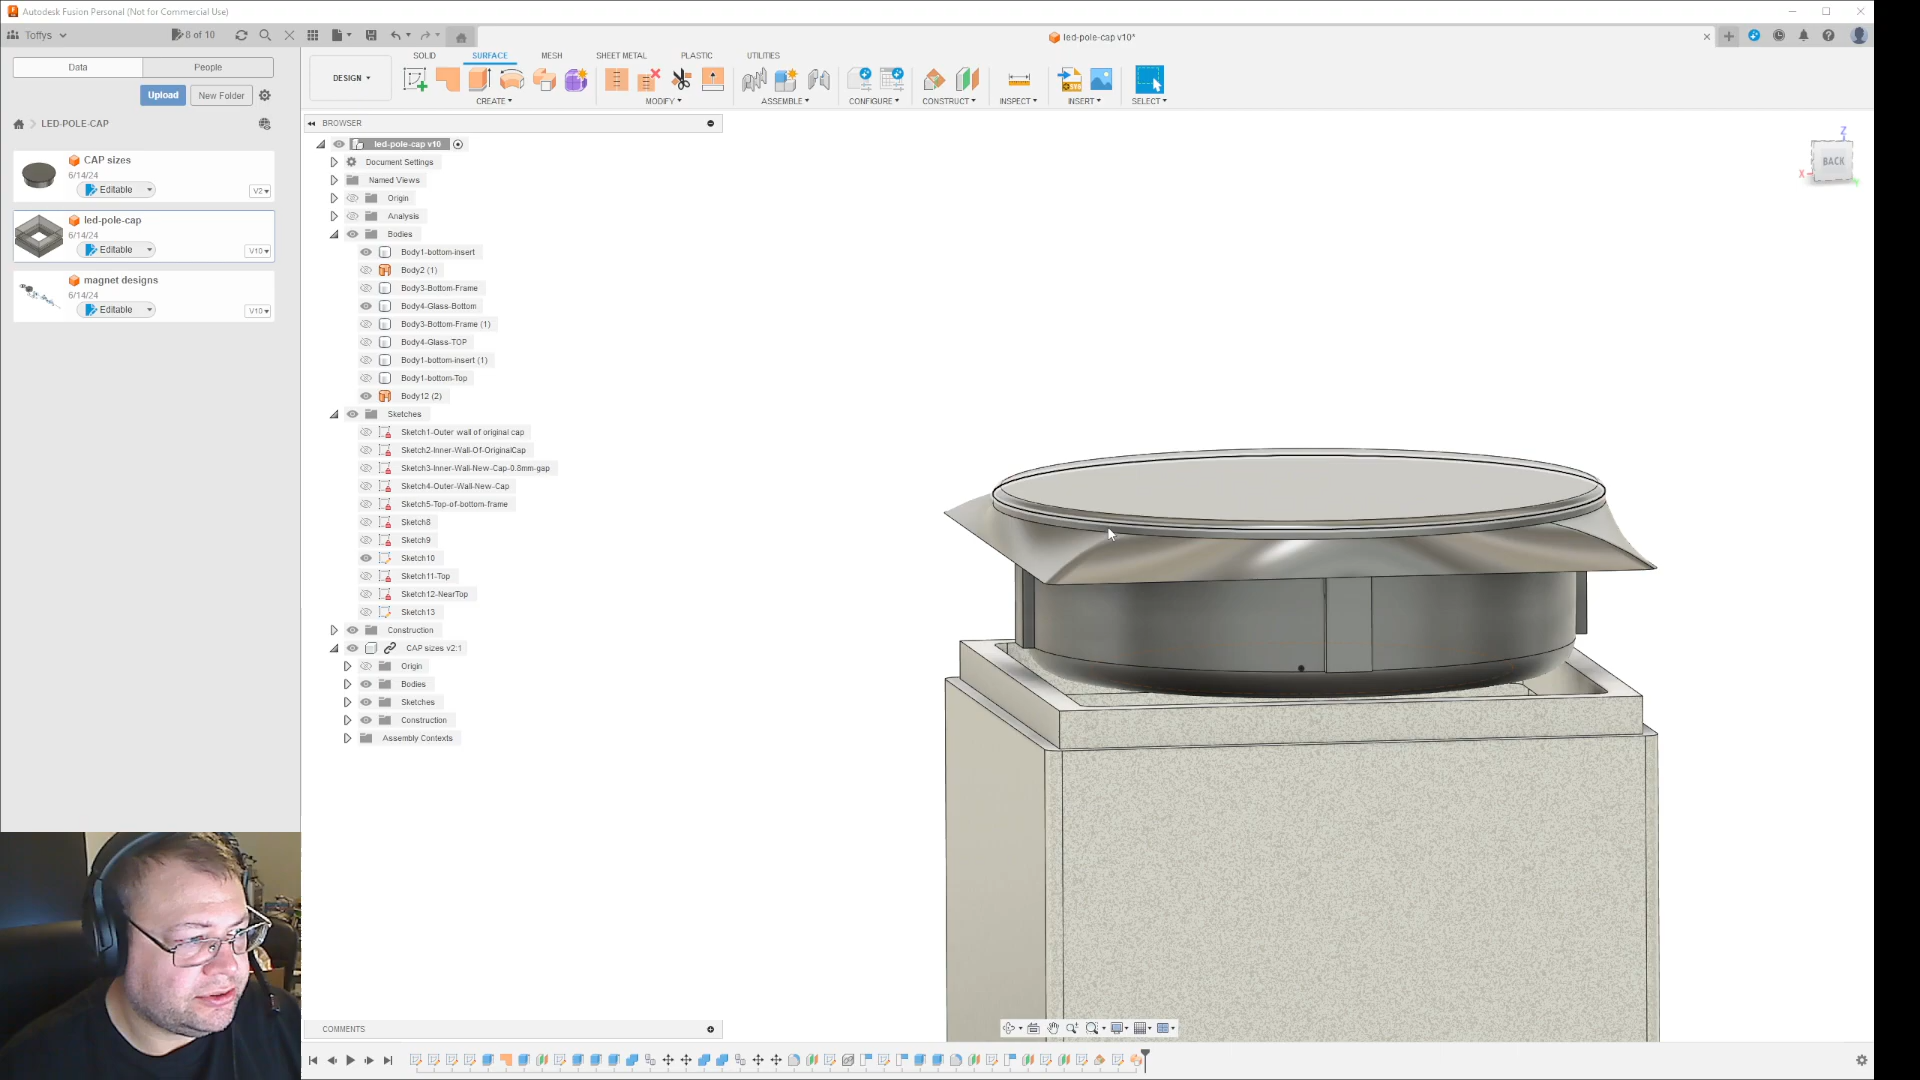 Autodesk Fusion Personal (Not for Commercial Use)
Toffys
8 of 10
led-pole-cap v10*
Data
People
Upload
New Folder
LED-POLE-CAP
CAP sizes
6/14/24
Editable
V2
led-pole-cap
6/14/24
Editable
V10
magnet designs
6/14/24
Editable
V10
SOLID
SURFACE
MESH
SHEET METAL
PLASTIC
UTILITIES
DESIGN
CREATE
MODIFY
ASSEMBLE
CONFIGURE
CONSTRUCT
INSPECT
INSERT
SELECT
BROWSER
led-pole-cap v10
Document Settings
Named Views
Origin
Analysis
Bodies
Body1-bottom-insert
Body2 (1)
Body3-Bottom-Frame
Body4-Glass-Bottom
Body3-Bottom-Frame (1)
Body4-Glass-TOP
Body1-bottom-insert (1)
Body1-bottom-Top
Body12 (2)
Sketches
Sketch1-Outer wall of original cap
Sketch2-Inner-Wall-Of-OriginalCap
Sketch3-Inner-Wall-New-Cap-0.8mm-gap
Sketch4-Outer-Wall-New-Cap
Sketch5-Top-of-bottom-frame
Sketch8
Sketch9
Sketch10
Sketch11-Top
Sketch12-NearTop
Sketch13
Construction
CAP sizes v2:1
Origin
Bodies
Sketches
Construction
Assembly Contexts
Z
BACK
X
Y
COMMENTS